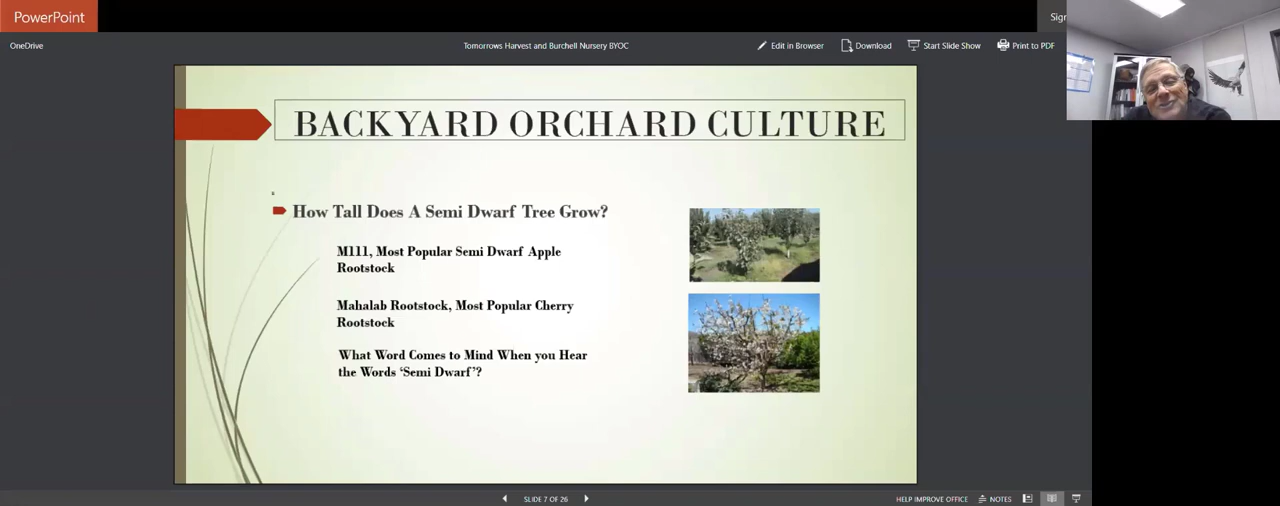 PowerPoint
Sign
OneDrive
Tomorrows Harvest and Burchell Nursery BYOC
Edit in Browser
Download
Start Slide Show
Print to PDF
BACKYARD ORCHARD CULTURE
How Tall Does A Semi Dwarf Tree Grow?
M111, Most Popular Semi Dwarf Apple
Rootstock
Mahalab Rootstock, Most Popular Cherry
Rootstock
What Word Comes to Mind When you Hear
the Words ‘Semi Dwarf’?
SLIDE 7 OF 26
HELP IMPROVE OFFICE
NOTES